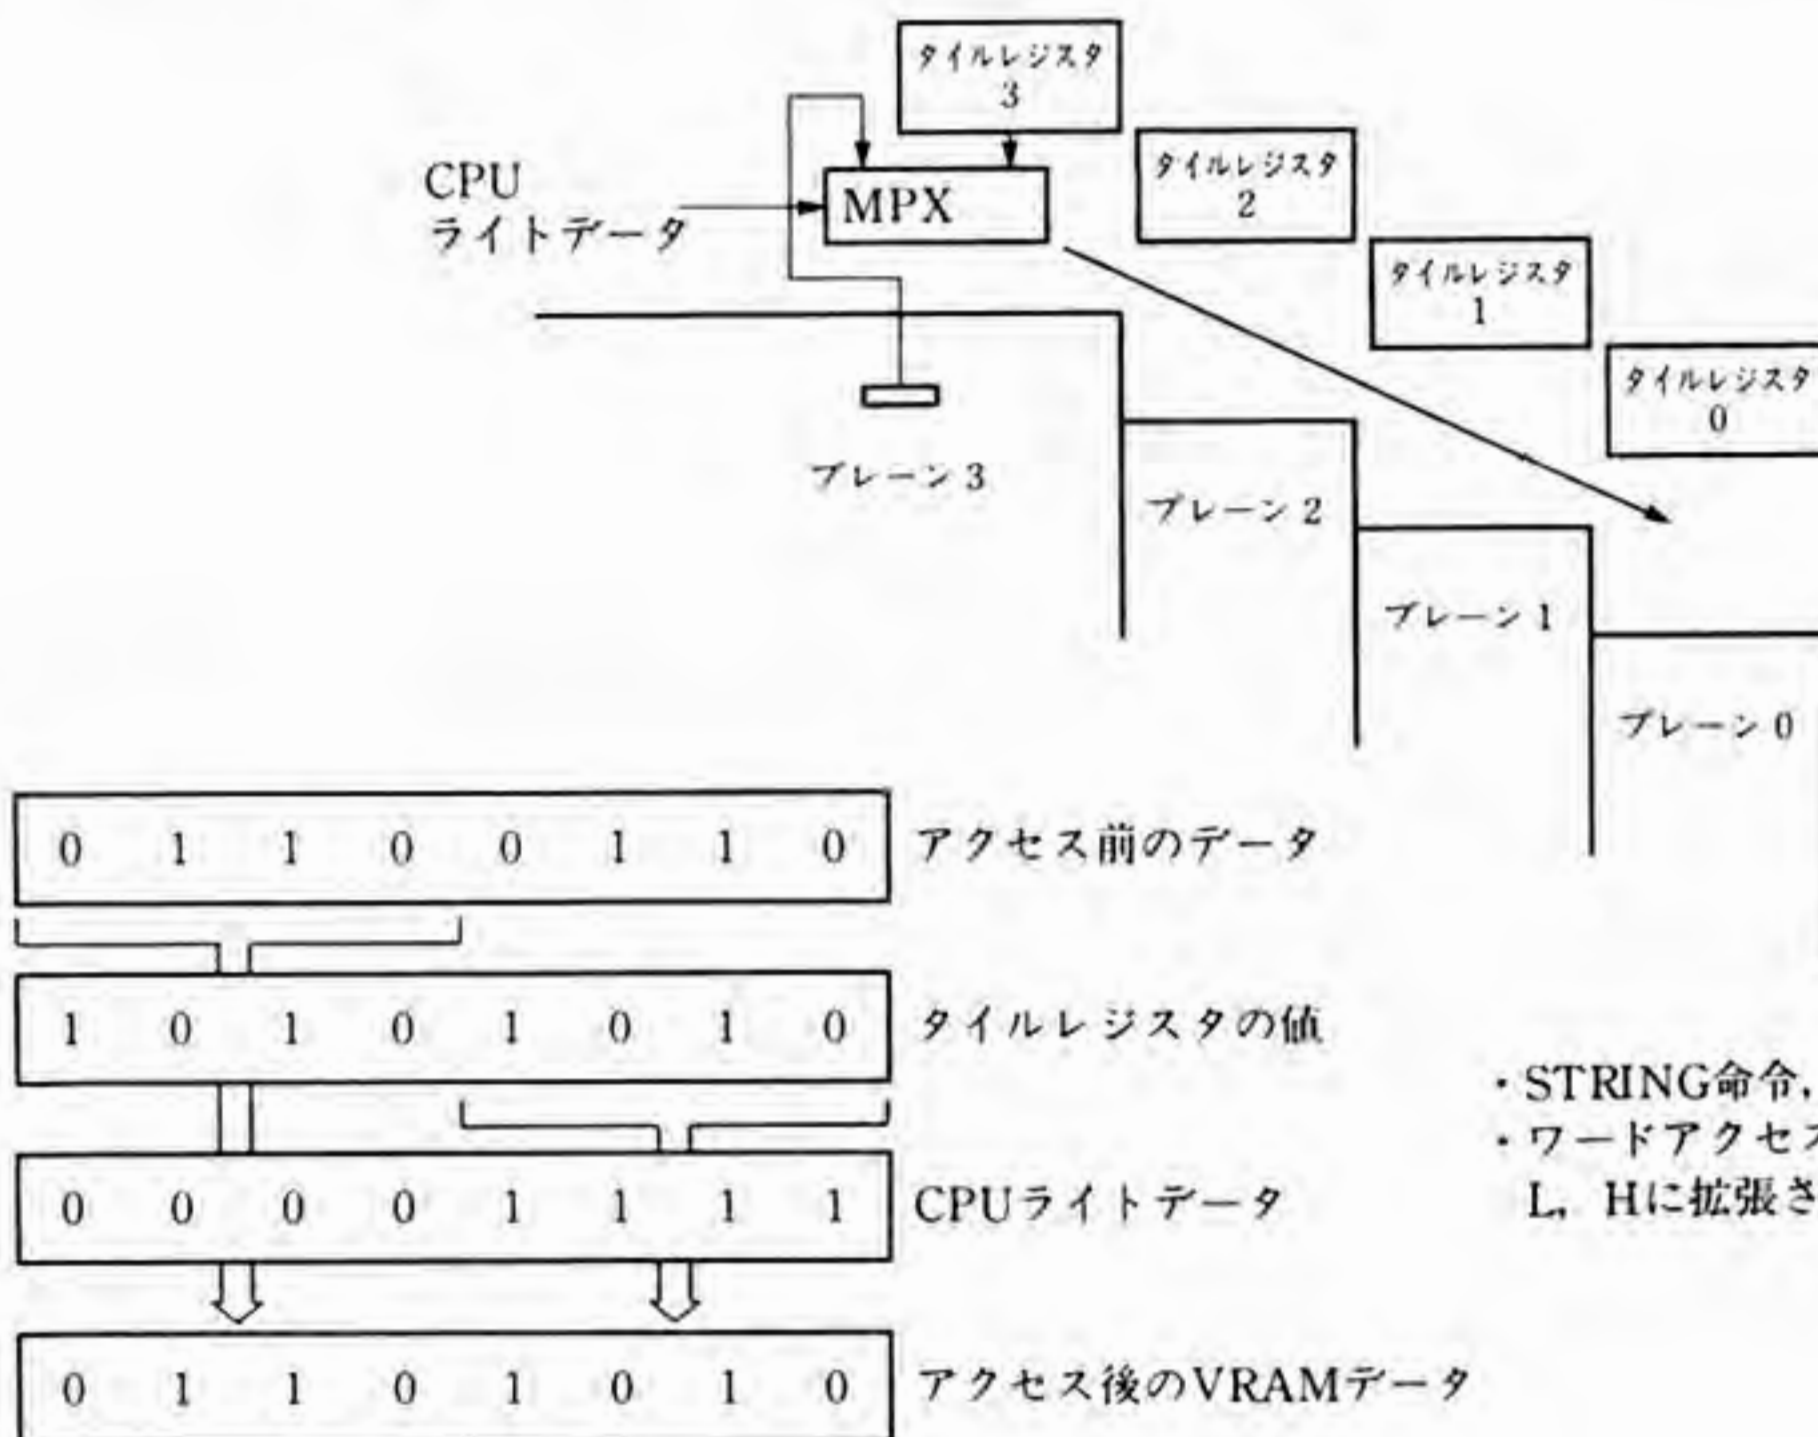 タイルレジスタ
3
タイルレジスタ
2
タイルレジスタ
1
タイルレジスタ
0
CPU
ライトデータ
MPX
プレーン 3
プレーン 2
プレーン 1
プレーン 0
0 1 1 0 0 1 1 0 アクセス前のデータ
1 0 1 0 1 0 1 0 タイルレジスタの値
0 0 0 0 1 1 1 1 CPUライトデータ
0 1 1 0 1 0 1 0 アクセス後のVRAMデータ
・STRING命令,
・ワードアクセス
L, Hに拡張さ